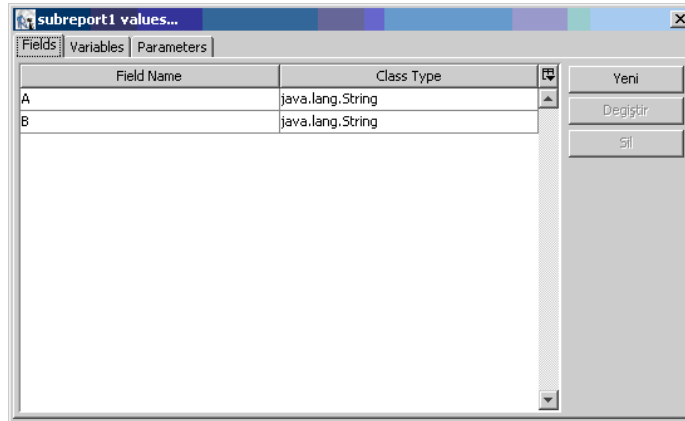 subreport1 values...
Fields Variables Parameters
Field Name Class Type
A java.lang.String
B java.lang.String
Yeni
Degiştir
Sil